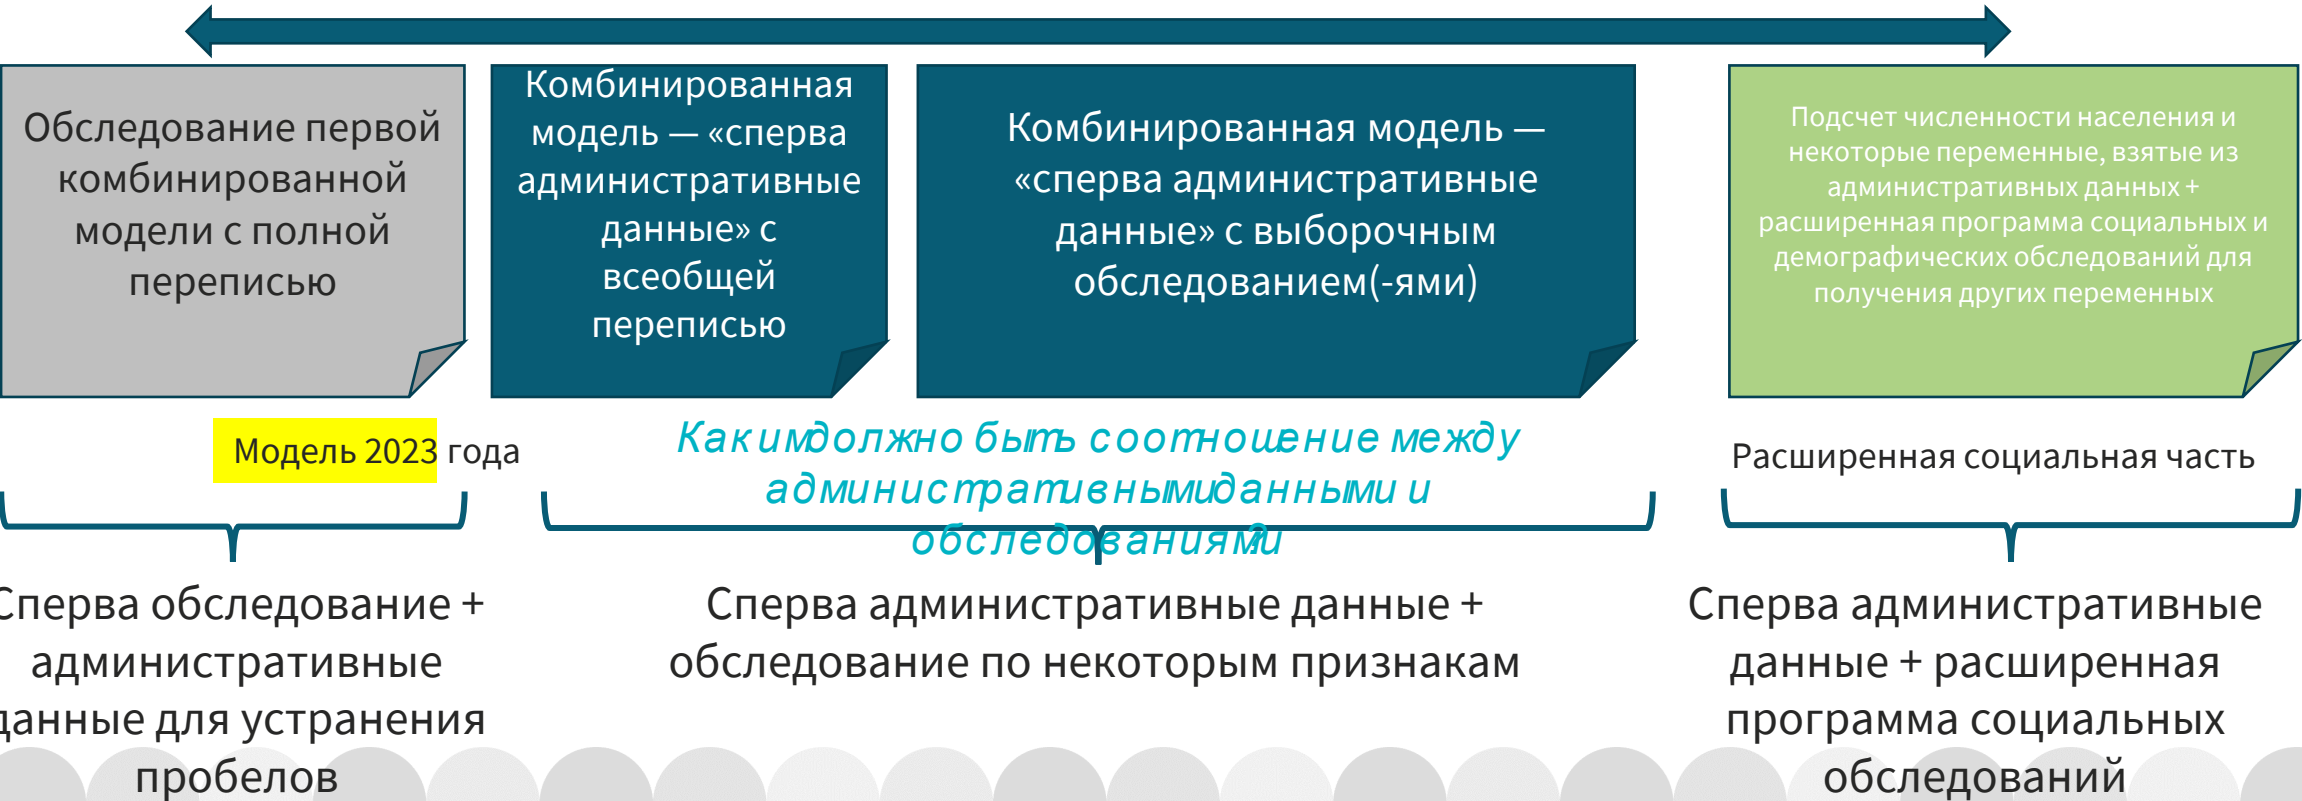 Обследование первой
комбинированной
модели с полной
переписью
Комбинированная
модель — «сперва
административные
данные» с
всеобщей
переписью
Комбинированная модель —
«сперва административные
данные» с выборочным
обследованием(-ями)
Подсчет численности населения и
некоторые переменные, взятые из
административных данных +
расширенная программа социальных и
демографических обследований для
получения других переменных
Модель 2023 года
Каким должно быть соотношение между
административными данными и
обследованиями?
Расширенная социальная часть
Сперва обследование +
административные
данные для устранения
пробелов
Сперва административные данные +
обследование по некоторым признакам
Сперва административные
данные + расширенная
программа социальных
обследований